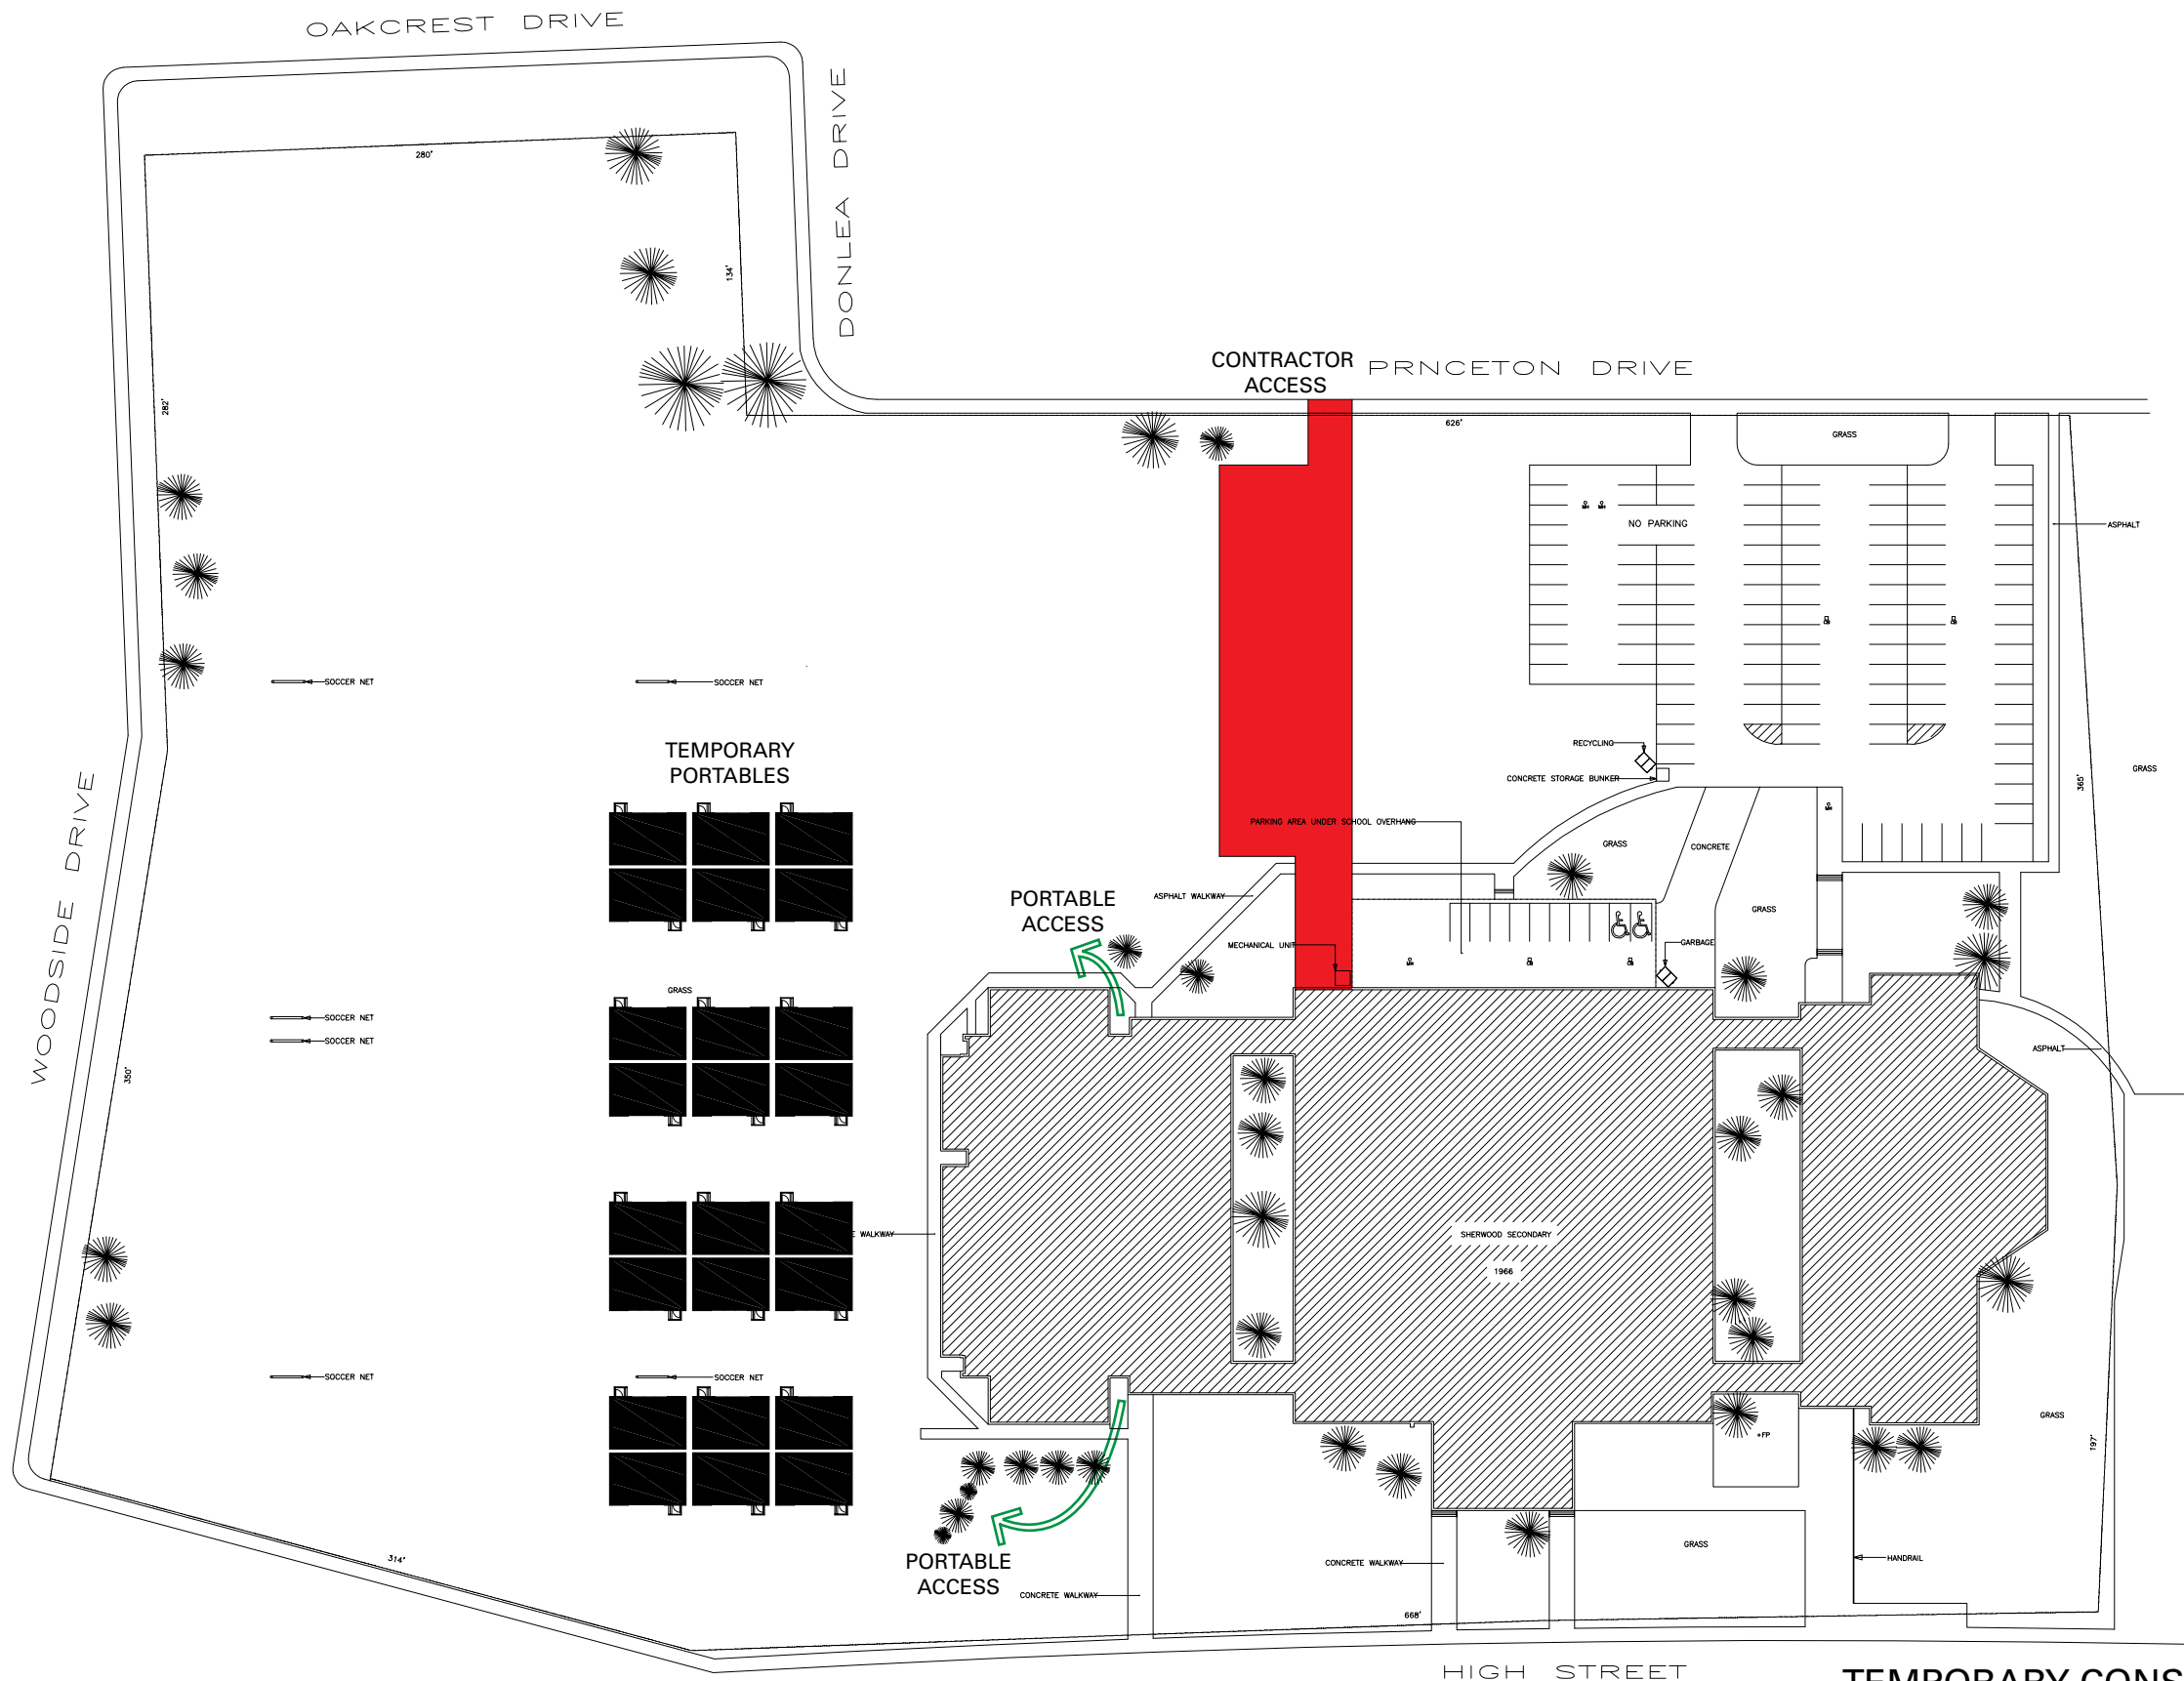 OAKCREST DRIVE
DONLEA DRIVE
280'
134'
282'
CONTRACTOR
ACCESS
PRNCETON DRIVE
626'
GRASS
NO PARKING
ASPHALT
SOCCER NET
SOCCER NET
TEMPORARY
PORTABLES
RECYCLING
CONCRETE STORAGE BUNKER
GRASS
365'
WOODSIDE DRIVE
PARKING AREA UNDER SCHOOL OVERHANG
GRASS
CONCRETE
PORTABLE
ACCESS
ASPHALT WALKWAY
GRASS
MECHANICAL UNIT
GARBAGE
GRASS
SOCCER NET
SOCCER NET
ASPHALT
350'
E WALKWAY
SHERWOOD SECONDARY
1966
SOCCER NET
SOCCER NET
GRASS
FP
197'
314'
PORTABLE
ACCESS
CONCRETE WALKWAY
CONCRETE WALKWAY
GRASS
HANDRAIL
668'
HIGH STREET
TEMPORARY CONS